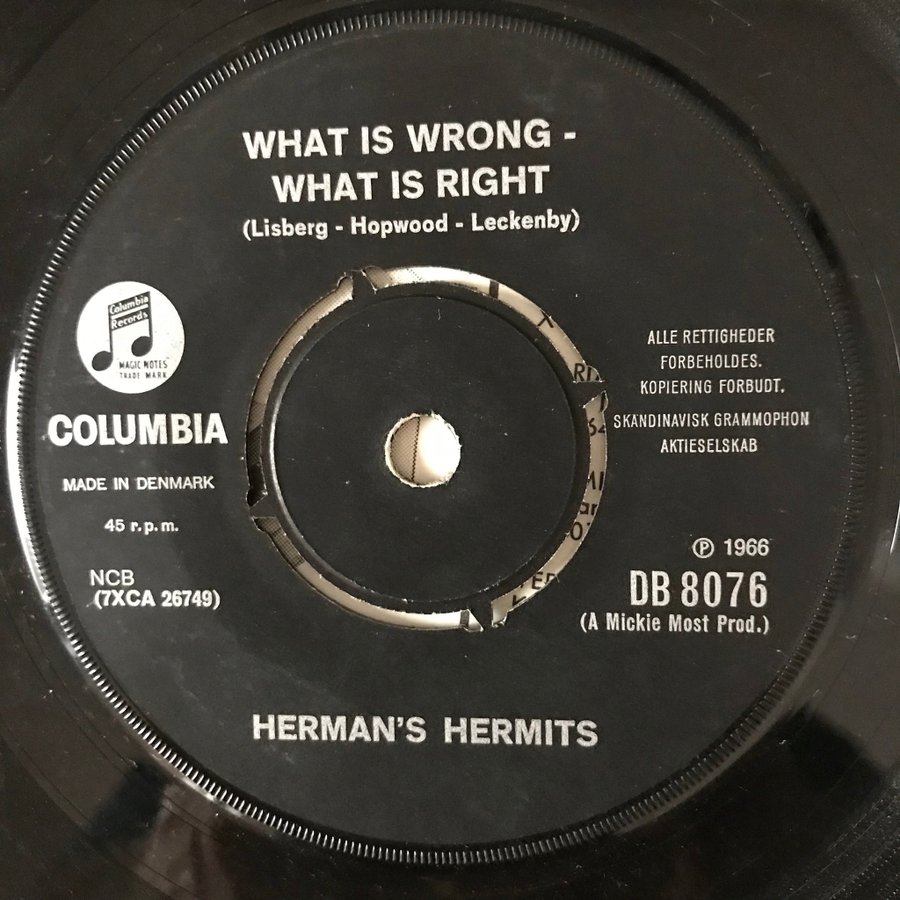 WHAT IS WRONG -
WHAT IS RIGHT
(Lisberg - Hopwood - Leckenby)
Columbia
Records
MAGIC NOTES
TRADE MARK
COLUMBIA
MADE IN DENMARK
45 r.p.m.
NCB
(7XCA 26749)
ALLE RETTIGHEDER
FORBEHOLDES.
KOPIERING FORBUDT.
SKANDINAVISK GRAMMOPHON
AKTIESELSKAB
℗ 1966
DB 8076
(A Mickie Most Prod.)
HERMAN'S HERMITS